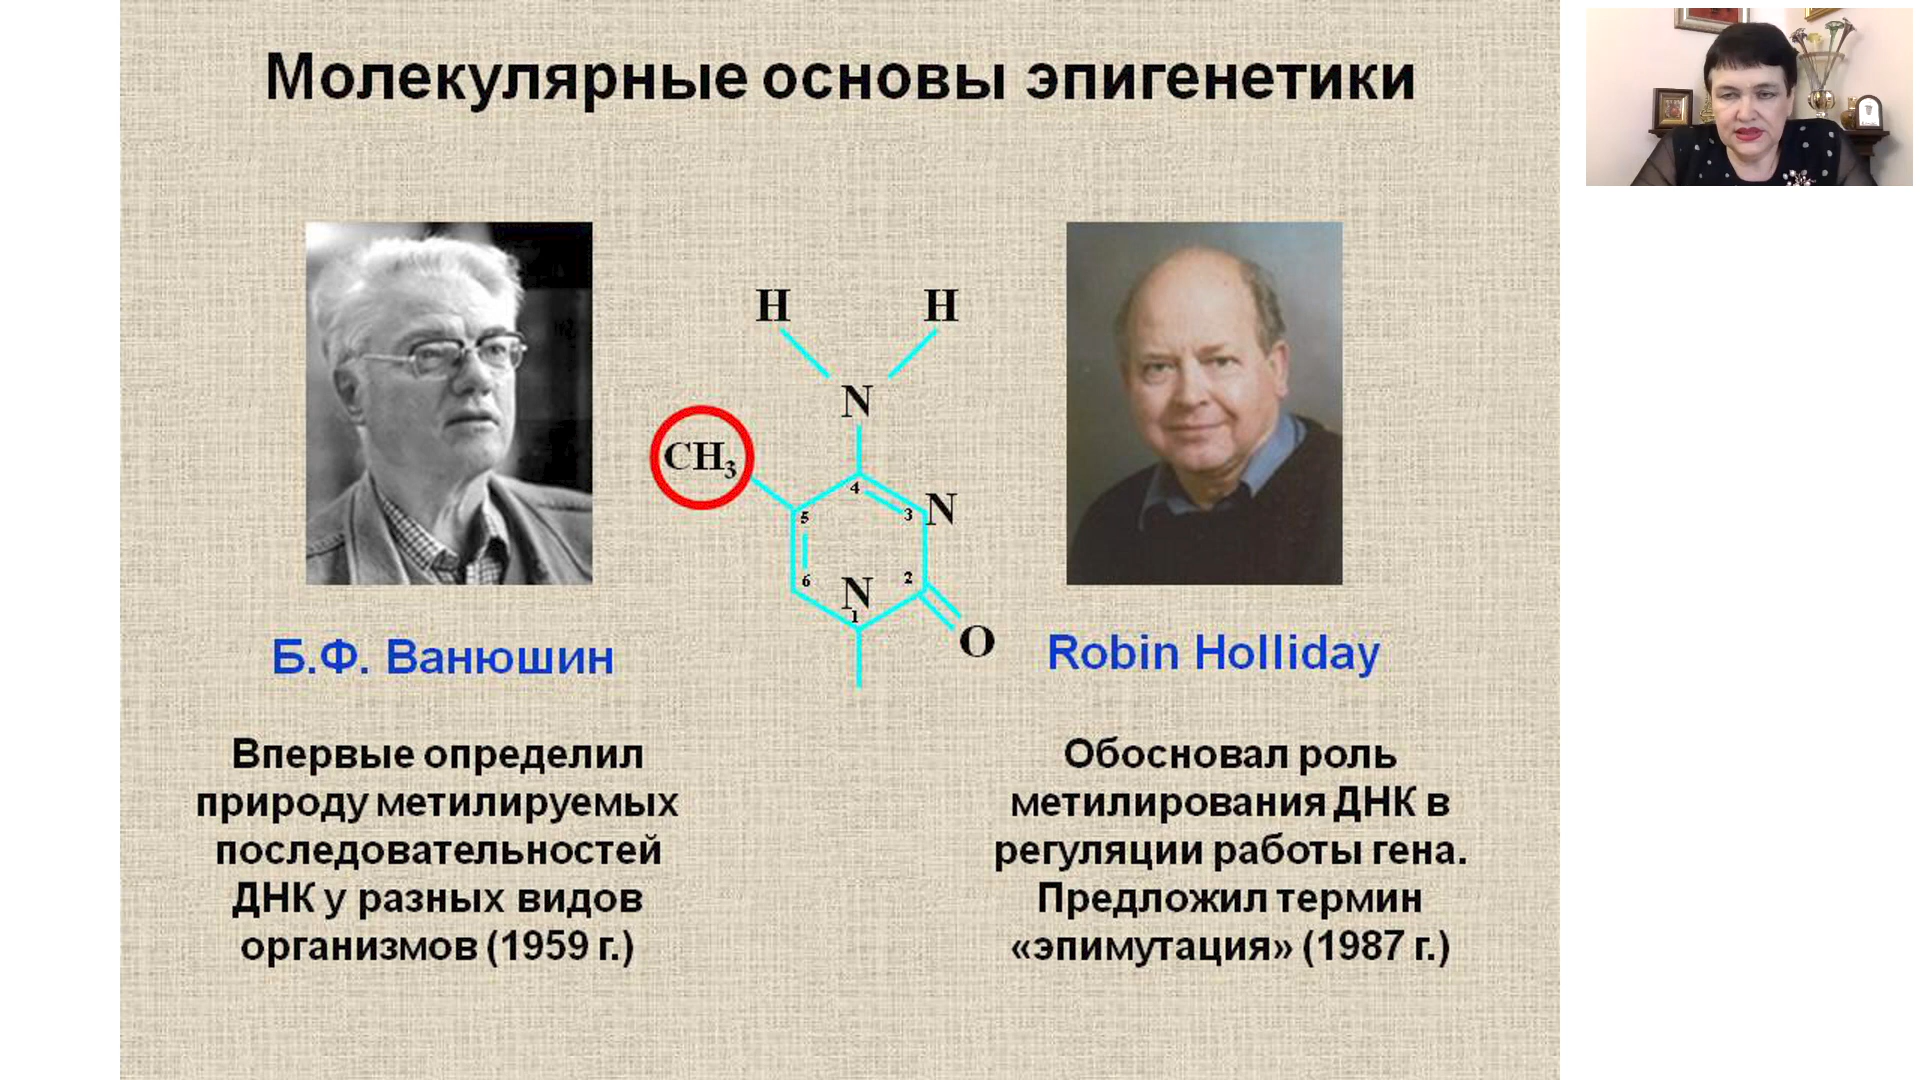 Молекулярные основы эпигенетики
H H
N
CH₃
4
5
3
N
6
2
N
1
O
Б.Ф. Ванюшин
Robin Holliday
Впервые определил
природу метилируемых
последовательностей
ДНК у разных видов
организмов (1959 г.)
Обосновал роль
метилирования ДНК в
регуляции работы гена.
Предложил термин
«эпимутация» (1987 г.)